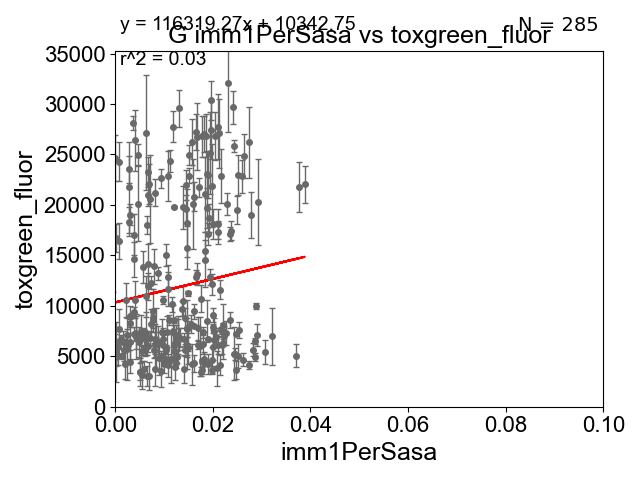 y = 116319.27x + 10342.75
N = 285
G imm1PerSasa vs toxgreen_fluor
r^2 = 0.03
35000
30000
25000
20000
15000
10000
5000
0
toxgreen_fluor
0.00 0.02 0.04 0.06 0.08 0.10
imm1PerSasa